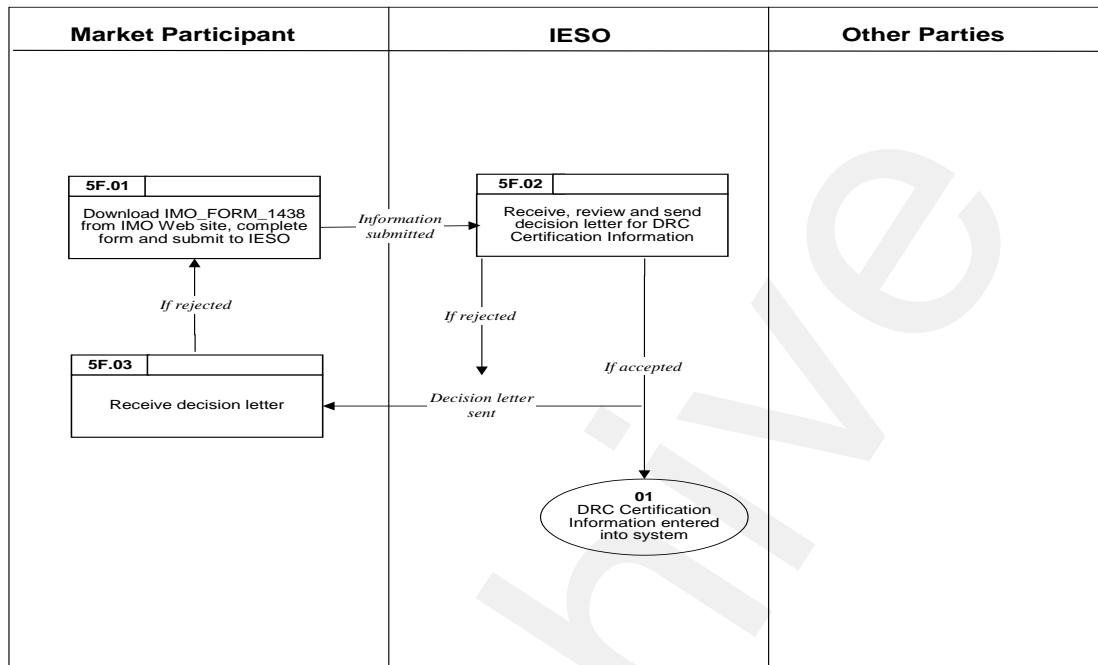 Market Participant
IESO
Other Parties
5F.01
Download IMO_FORM_1438
from IMO Web site, complete
form and submit to IESO
Information
submitted
5F.02
Receive, review and send
decision letter for DRC
Certification Information
If rejected
If rejected
If accepted
5F.03
Receive decision letter
Decision letter
sent
01
DRC Certification
Information entered
into system
hive